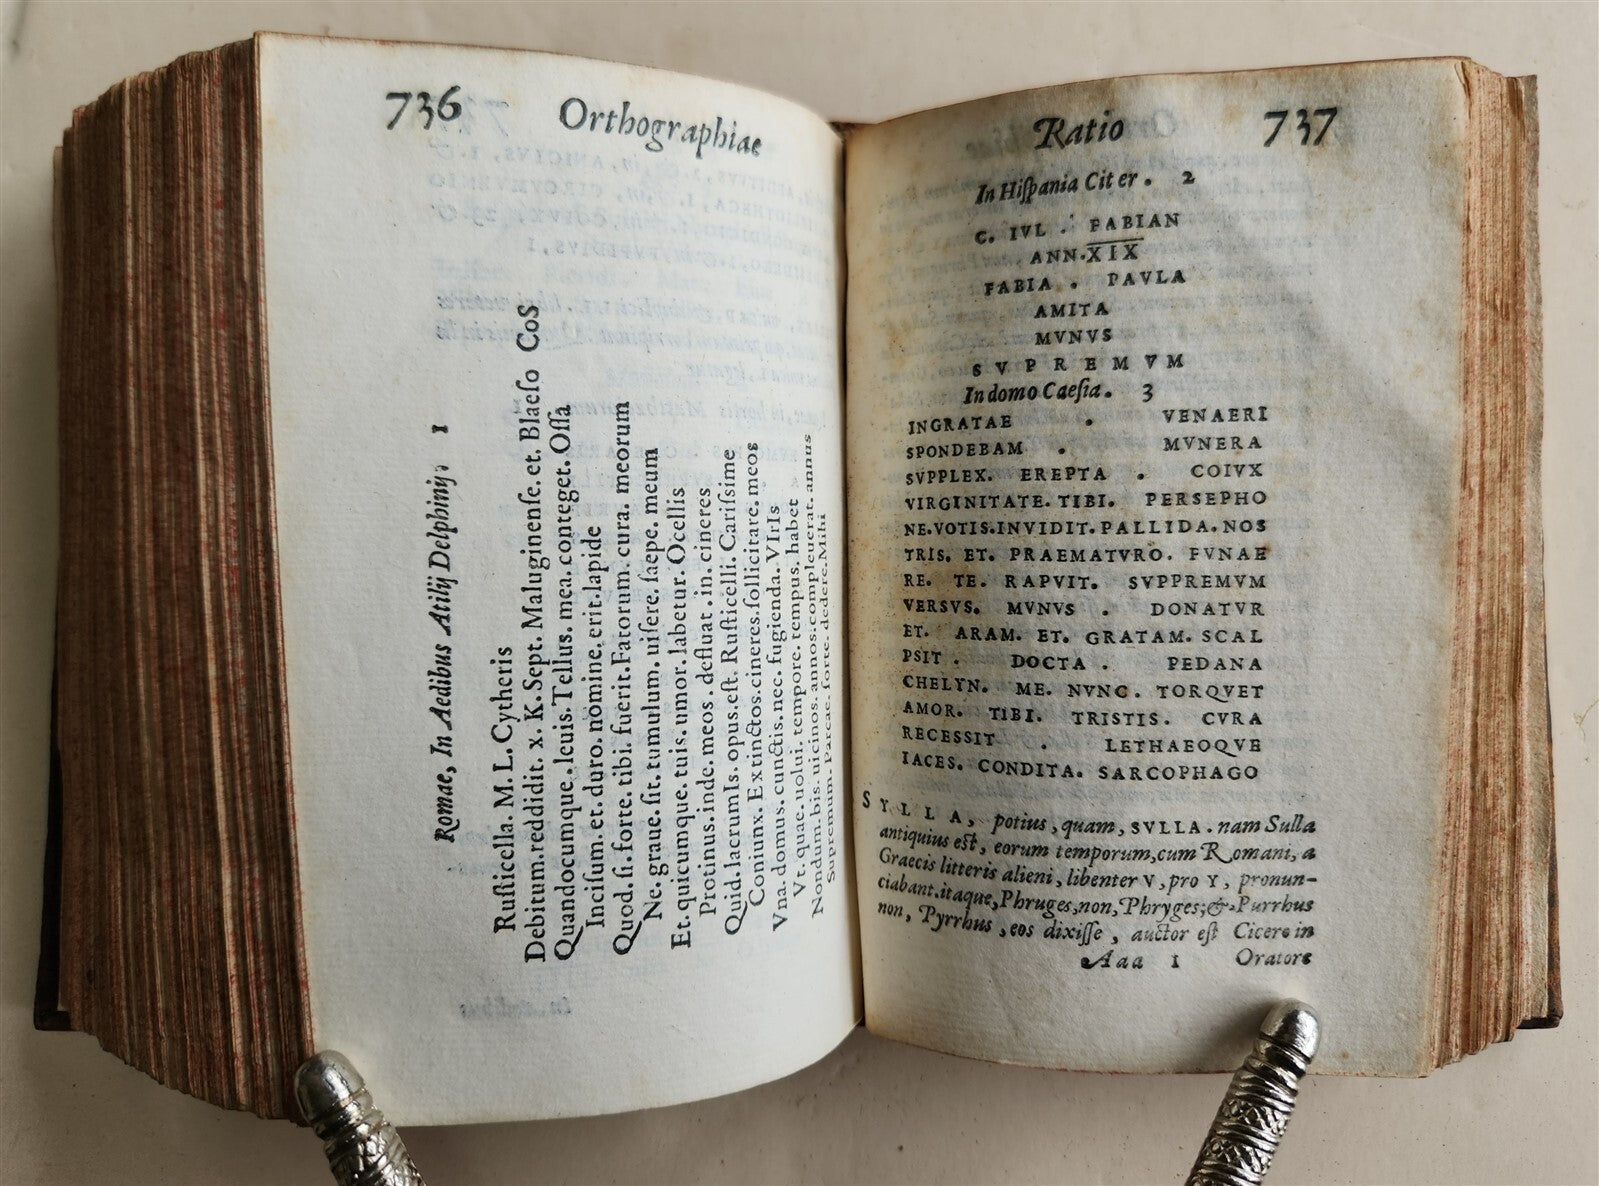 736 Orthographiae
Romae, In Aedibus Atilij Delphinij. 1
Ruſticella. M. L. Cytheris
Debitum. reddidit. x. K. Sept. Maluginenſe. et. Blaeſo CoS
Quandocumque. leuis. Tellus. mea. conteget. Oſſa
Inciſum. et. duro. nomine. erit. lapide
Quod. ſi. forte. tibi. fuerit. Fatorum. cura. meorum
Ne. graue. ſit. tumulum. uiſere. ſaepe. meum
Et. quicumque. tuis. umor. labetur. Ocellis
Protinus. inde. meos. defluat. in. cineres
Quid. lacrumIs. opus. eſt. Ruſticelli. Cariſsime
Coniunx. Extinctos. cineres. ſollicitare. meos
Vna. domus. cunctis. nec. fugienda. VIrIs
Vt. quae. uolui. tempore. tempus. habet
Nondum. bis. uicinos. annos. compleuerat. annus
Supremum. Parcae. ſorte. dedere. Mihi
Ratio 737
In Hiſpania Citer. 2
C. IVL. FABIAN
ANN. XIX
FABIA. PAVLA
AMITA
MVNVS
SVPREMVM
In domo Caeſia. 3
INGRATAE . VENAERI
SPONDEBAM . MVNERA
SVPPLEX. EREPTA . COIVX
VIRGINITATE. TIBI. PERSEPHO
NE. VOTIS. INVIDIT. PALLIDA. NOS
TRIS. ET. PRAEMATVRO. FVNAE
RE. TE. RAPVIT. SVPPREMVM
VERSVS. MVNVS . DONATVR
ET. ARAM. ET. GRATAM. SCAL
PSIT. DOCTA . PEDANA
CHELYN. ME. NVNC. TORQVET
AMOR. TIBI. TRISTIS. CVRA
RECESSIT . LETHAEOQVE
IACES. CONDITA. SARCOPHAGO
SYLLA, potius, quam, SVLLA. nam Sulla
antiquius eſt, eorum temporum, cum Romani, a
Graecis litteris alieni, libenter V, pro Y, pronun-
ciabant. itaque, Phruges, non, Phryges; &, Purrhus
non, Pyrrhus, eos dixiſſe, auctor eſt Cicero in
Aaa 1 Oratore